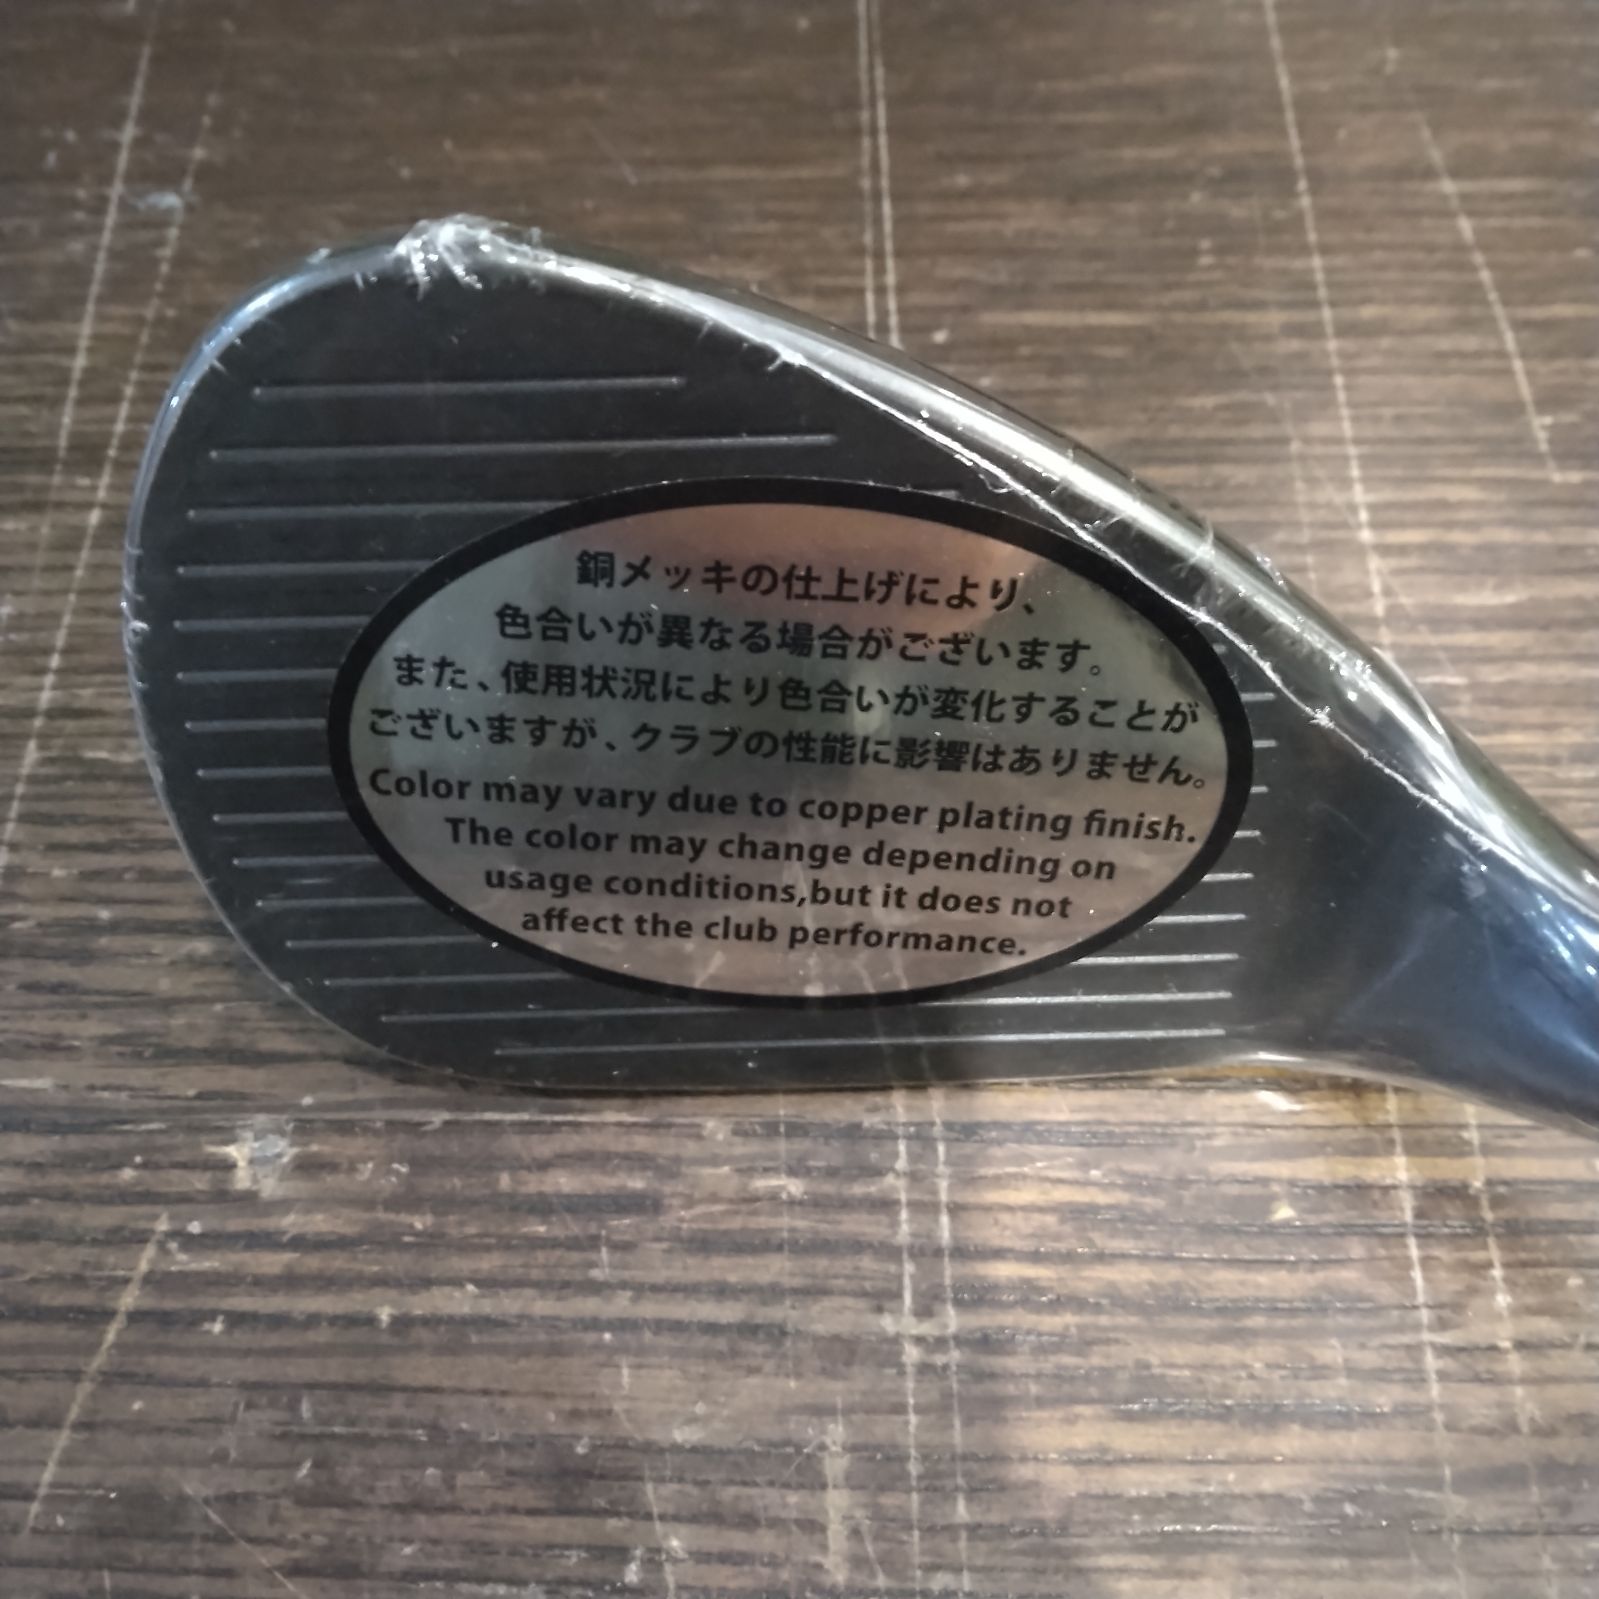 銅メッキの仕上げにより、
色合いが異なる場合がございます。
また、使用状況により色合いが変化することが
ございますが、クラブの性能に影響はありません。
Color may vary due to copper plating finish.
The color may change depending on
usage conditions,but it does not
affect the club performance.